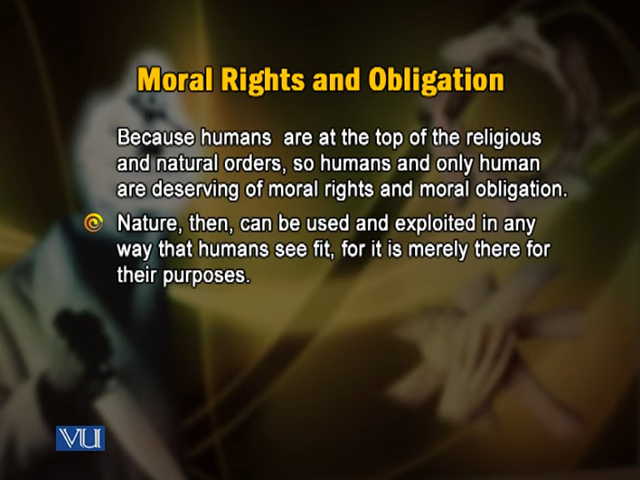 Moral Rights and Obligation
Because humans are at the top of the religious
and natural orders, so humans and only human
are deserving of moral rights and moral obligation.
Nature, then, can be used and exploited in any
way that humans see fit, for it is merely there for
their purposes.
VU